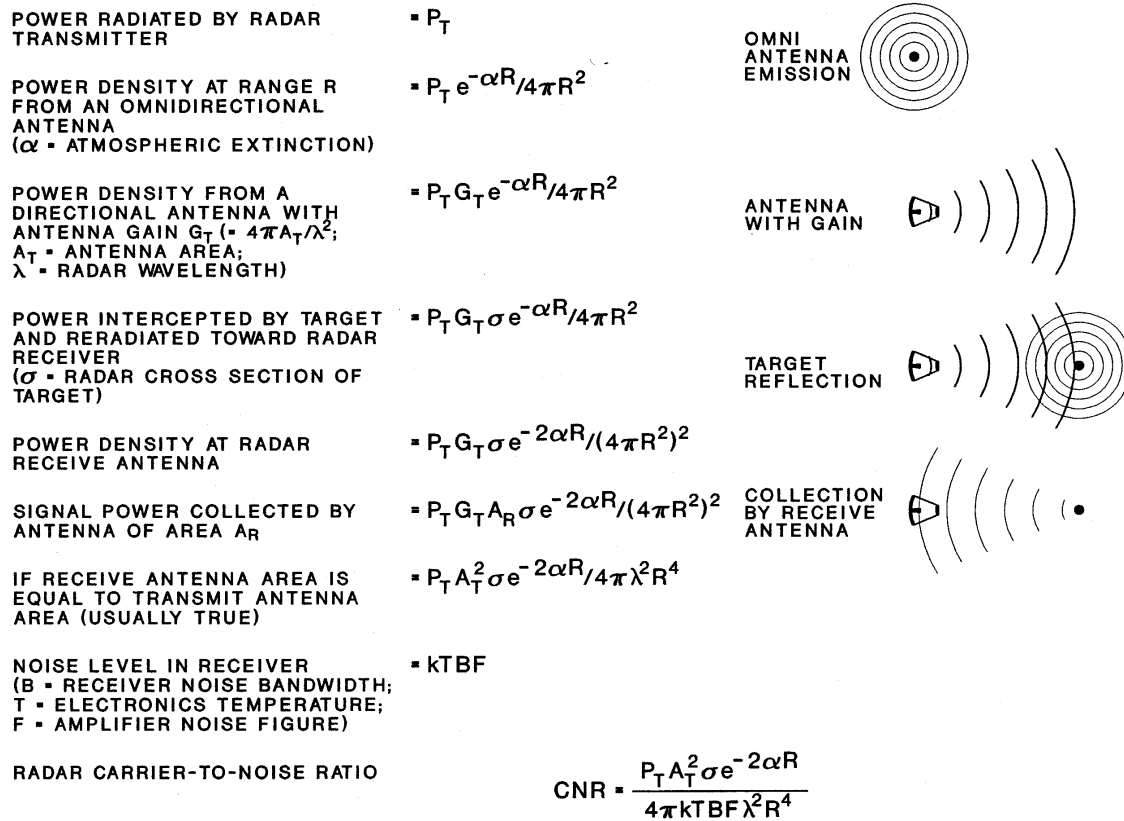 POWER RADIATED BY RADAR
TRANSMITTER
= P_T
OMNI
ANTENNA
EMISSION
POWER DENSITY AT RANGE R
FROM AN OMNIDIRECTIONAL
ANTENNA
(α = ATMOSPHERIC EXTINCTION)
= P_T e^{-αR}/4πR^2
POWER DENSITY FROM A
DIRECTIONAL ANTENNA WITH
ANTENNA GAIN G_T (= 4πA_T/λ^2;
A_T = ANTENNA AREA;
λ = RADAR WAVELENGTH)
= P_T G_T e^{-αR}/4πR^2
ANTENNA
WITH GAIN
POWER INTERCEPTED BY TARGET
AND RERADIATED TOWARD RADAR
RECEIVER
(σ = RADAR CROSS SECTION OF
TARGET)
= P_T G_T σe^{-αR}/4πR^2
TARGET
REFLECTION
POWER DENSITY AT RADAR
RECEIVE ANTENNA
= P_T G_T σe^{-2αR}/(4πR^2)^2
SIGNAL POWER COLLECTED BY
ANTENNA OF AREA A_R
= P_T G_T A_R σe^{-2αR}/(4πR^2)^2
COLLECTION
BY RECEIVE
ANTENNA
IF RECEIVE ANTENNA AREA IS
EQUAL TO TRANSMIT ANTENNA
AREA (USUALLY TRUE)
= P_T A_T^2 σe^{-2αR}/4πλ^2R^4
NOISE LEVEL IN RECEIVER
(B = RECEIVER NOISE BANDWIDTH;
T = ELECTRONICS TEMPERATURE;
F = AMPLIFIER NOISE FIGURE)
= kTBF
RADAR CARRIER-TO-NOISE RATIO
CNR = P_T A_T^2 σe^{-2αR} / 4πkTBFλ^2R^4